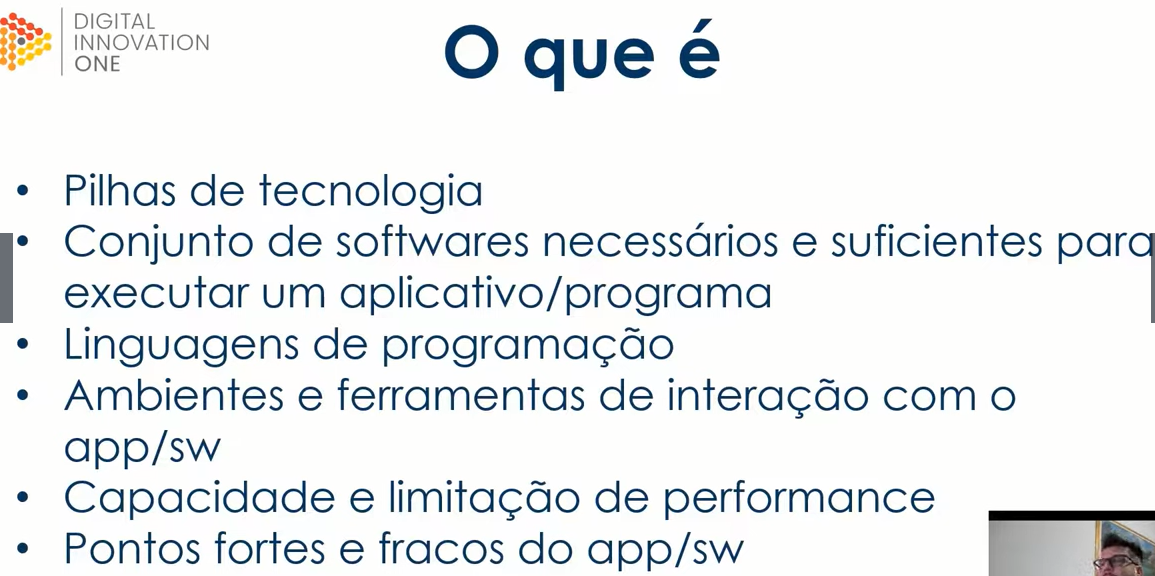 DIGITAL
INNOVATION
ONE
O que é
• Pilhas de tecnologia
• Conjunto de softwares necessários e suficientes para
executar um aplicativo/programa
• Linguagens de programação
• Ambientes e ferramentas de interação com o
app/sw
• Capacidade e limitação de performance
• Pontos fortes e fracos do app/sw